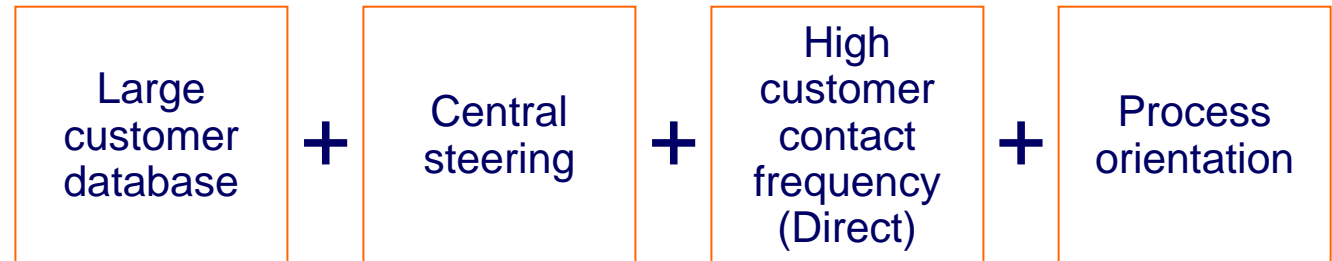 Large
customer
database
+
Central
steering
+
High
customer
contact
frequency
(Direct)
+
Process
orientation